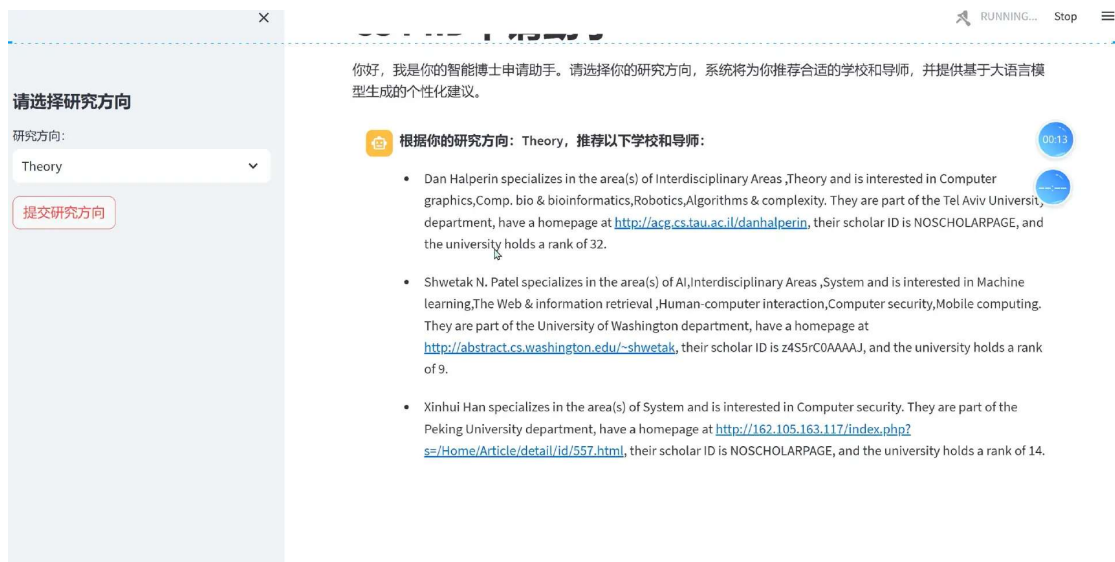 RUNNING... Stop
你好，我是你的智能博士申请助手。请选择你的研究方向，系统将为你推荐合适的学校和导师，并提供基于大语言模
型生成的个性化建议。
请选择研究方向
研究方向：
Theory
提交研究方向
根据你的研究方向：Theory，推荐以下学校和导师：
00:13
--:--
• Dan Halperin specializes in the area(s) of Interdisciplinary Areas ,Theory and is interested in Computer
graphics,Comp. bio & bioinformatics,Robotics,Algorithms & complexity. They are part of the Tel Aviv University
department, have a homepage at http://acg.cs.tau.ac.il/danhalperin, their scholar ID is NOSCHOLARPAGE, and
the university holds a rank of 32.
• Shwetak N. Patel specializes in the area(s) of AI,Interdisciplinary Areas ,System and is interested in Machine
learning,The Web & information retrieval ,Human-computer interaction,Computer security,Mobile computing.
They are part of the University of Washington department, have a homepage at
http://abstract.cs.washington.edu/~shwetak, their scholar ID is z4S5rC0AAAAJ, and the university holds a rank
of 9.
• Xinhui Han specializes in the area(s) of System and is interested in Computer security. They are part of the
Peking University department, have a homepage at http://162.105.163.117/index.php?
s=/Home/Article/detail/id/557.html, their scholar ID is NOSCHOLARPAGE, and the university holds a rank of 14.